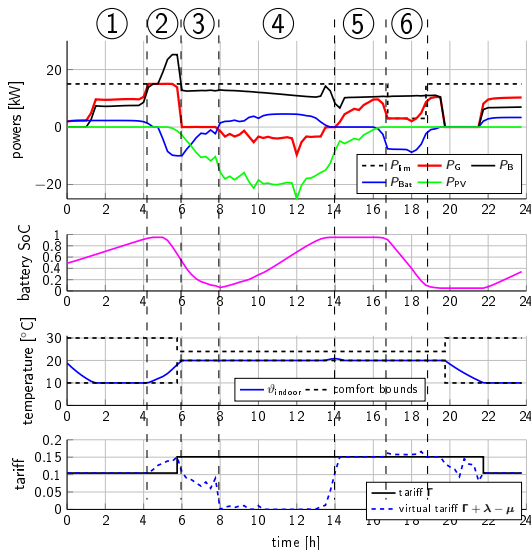 1 2 3 4 5 6
powers [kW]
20
0
−20
P_lim P_G P_B
P_Bat P_PV
0 2 4 6 8 10 12 14 16 18 20 22 24
battery SoC
1
0.8
0.6
0.4
0.2
0
0 2 4 6 8 10 12 14 16 18 20 22 24
temperature [°C]
30
20
10
0
ϑ_indoor comfort bounds
0 2 4 6 8 10 12 14 16 18 20 22 24
tariff
0.2
0.15
0.1
0.05
0
tariff Γ
virtual tariff Γ + λ − μ
0 2 4 6 8 10 12 14 16 18 20 22 24
time [h]